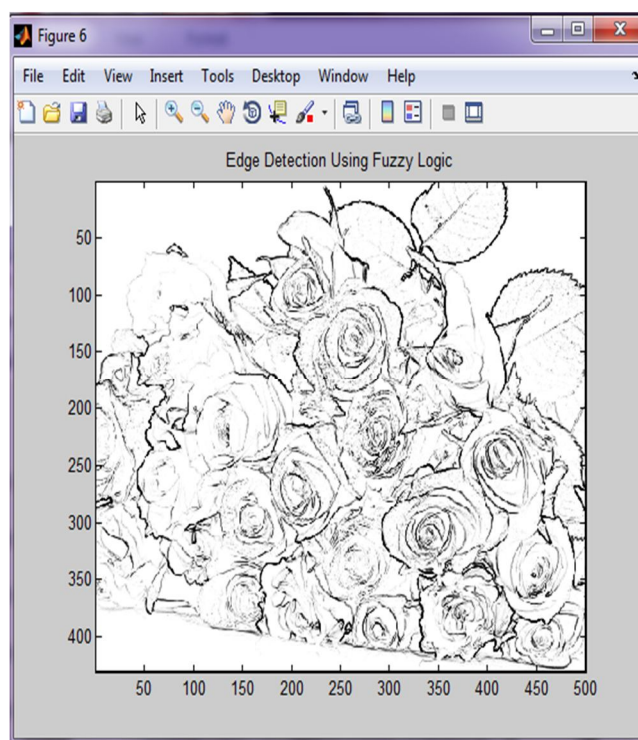 Figure 6
File Edit View Insert Tools Desktop Window Help
Edge Detection Using Fuzzy Logic
50
100
150
200
250
300
350
400
50 100 150 200 250 300 350 400 450 500